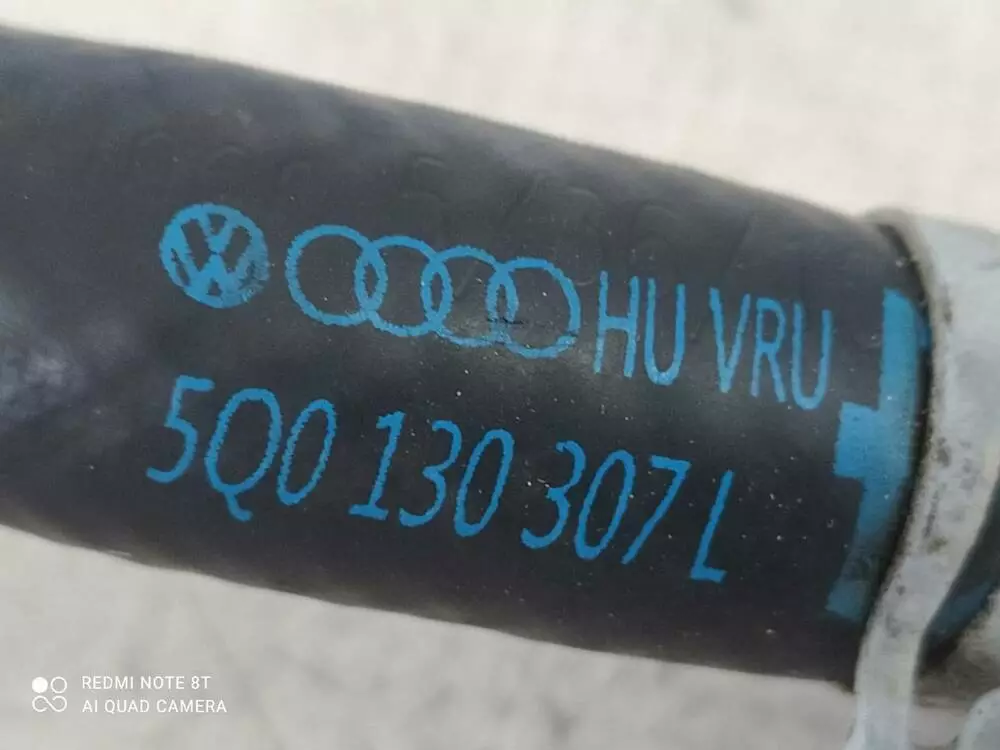 HU VRU
5Q0 130 307 L
REDMI NOTE 8T
AI QUAD CAMERA